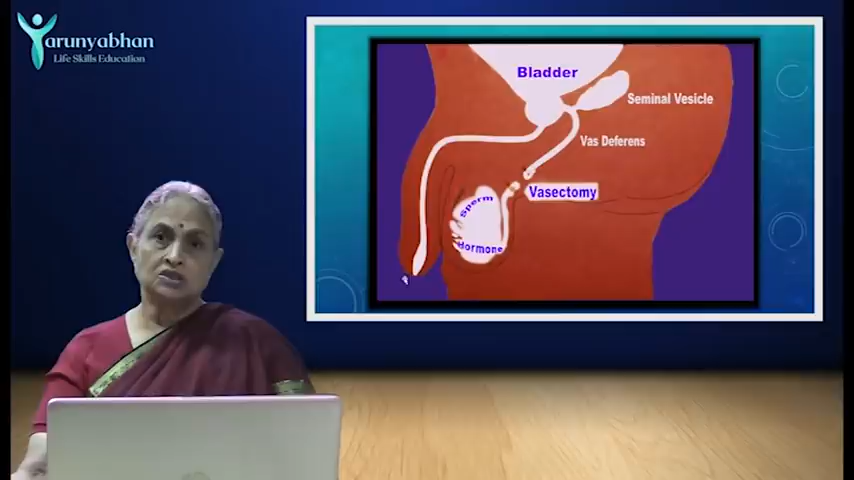 Tarunyabhan
Life Skills Education
Bladder
Seminal Vesicle
Vas Deferens
Vasectomy
Sperm
Hormone